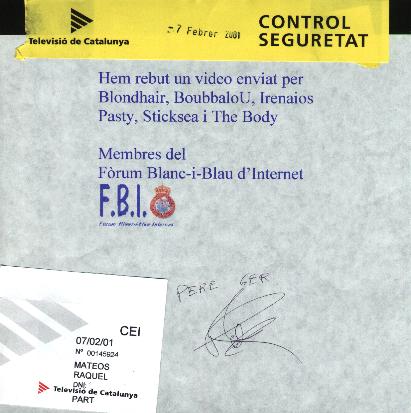 Televisió de Catalunya
-7 Febrer 2001
CONTROL
SEGURETAT
Hem rebut un video enviat per
Blondhair, BoubbaloU, Irenaios
Pasty, Sticksea i The Body
Membres del
Fòrum Blanc-i-Blau d'Internet
F.B.I.
PERE GER
CEI
07/02/01
Nº 00145924
MATEOS
RAQUEL
DNI:
Televisió de Catalunya
PART